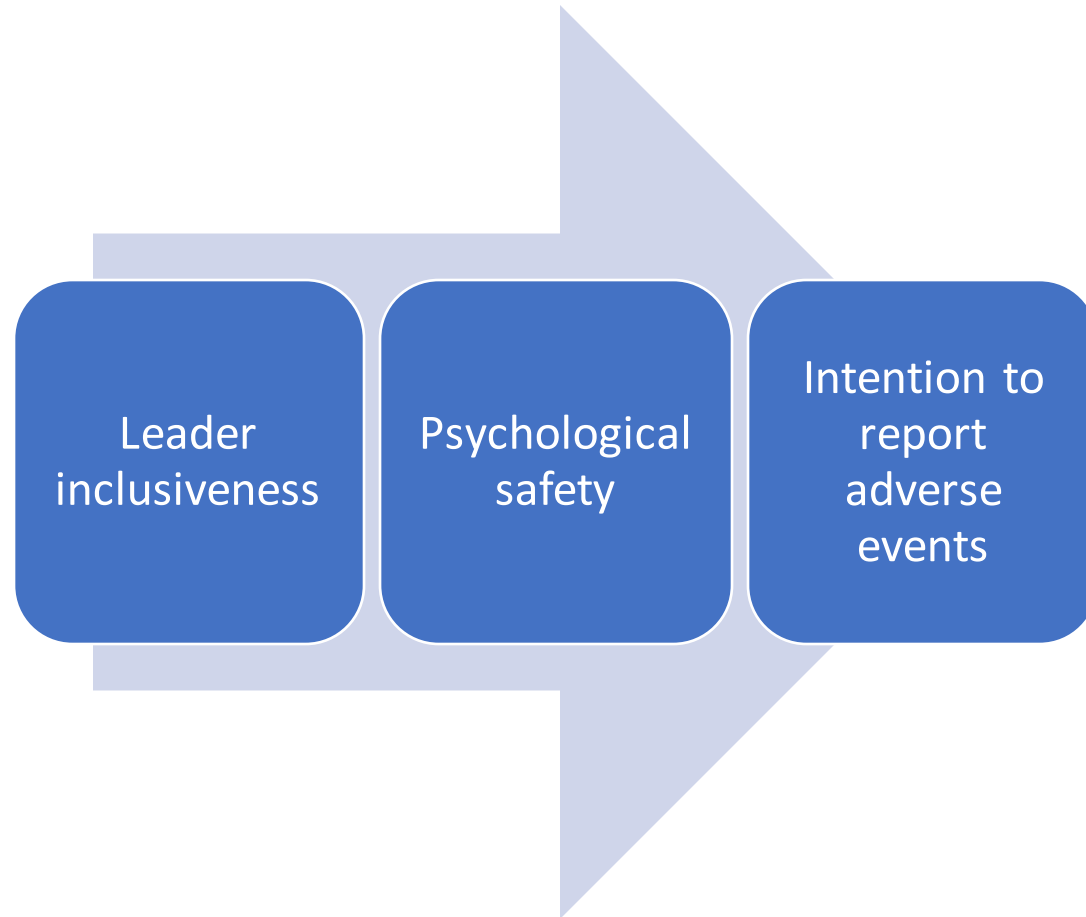 Leader
inclusiveness
Psychological
safety
Intention to
report
adverse
events